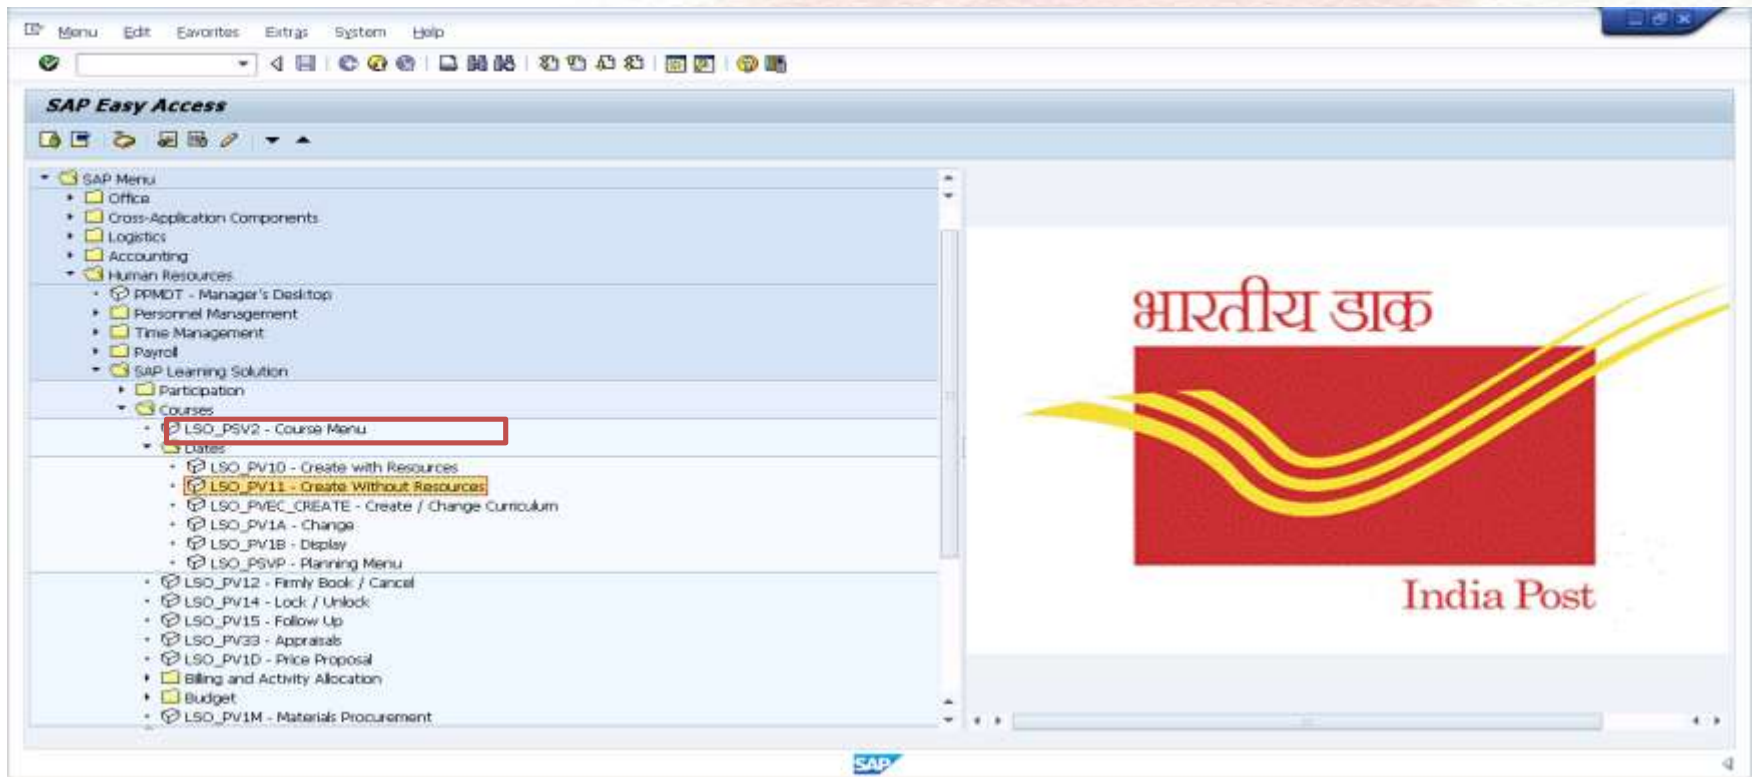 Menu Edit Favorites Extras System Help
SAP Easy Access
SAP Menu
Office
Cross-Application Components
Logistics
Accounting
Human Resources
PPMDT - Manager's Desktop
Personnel Management
Time Management
Payroll
SAP Learning Solution
Participation
Courses
LSO_PSV2 - Course Menu
Dates
LSO_PV10 - Create with Resources
LSO_PV11 - Create Without Resources
LSO_PVEC_CREATE - Create / Change Curriculum
LSO_PV1A - Change
LSO_PV1B - Display
LSO_PSVP - Planning Menu
LSO_PV12 - Firmly Book / Cancel
LSO_PV14 - Lock / Unlock
LSO_PV15 - Follow Up
LSO_PV33 - Appraisals
LSO_PV1D - Price Proposal
Billing and Activity Allocation
Budget
LSO_PV1M - Materials Procurement
भारतीय डाक
India Post
SAP